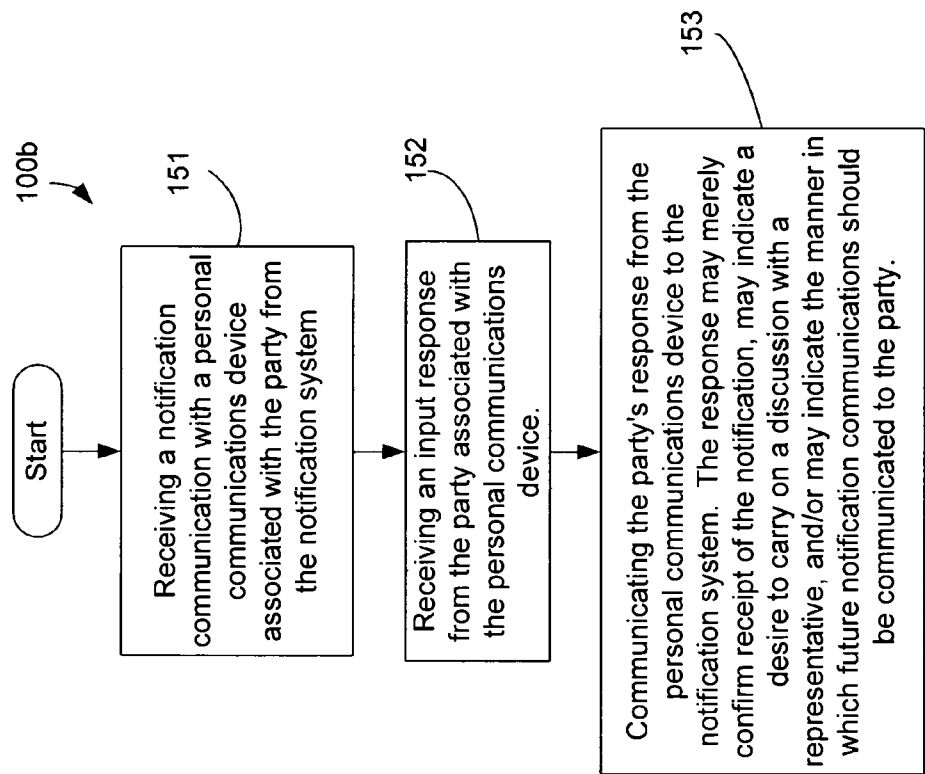 100b
Start
151
Receiving a notification
communication with a personal
communications device
associated with the party from
the notification system
152
Receiving an input response
from the party associated with
the personal communications
device.
153
Communicating the party's response from the
personal communications device to the
notification system.  The response may merely
confirm receipt of the notification, may indicate a
desire to carry on a discussion with a
representative, and/or may indicate the manner in
which future notification communications should
be communicated to the party.